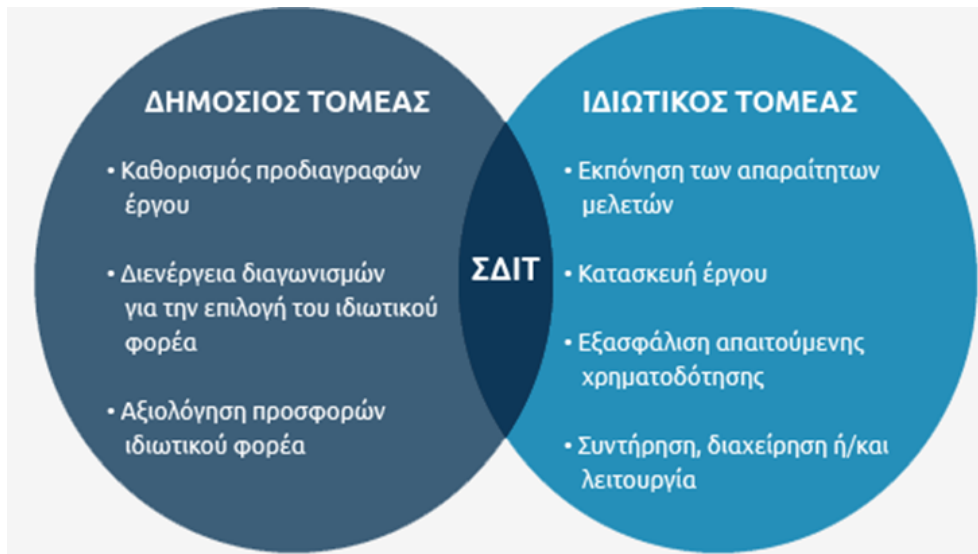 ΔΗΜΟΣΙΟΣ ΤΟΜΕΑΣ
• Καθορισμός προδιαγραφών
έργου
• Διενέργεια διαγωνισμών
για την επιλογή του ιδιωτικού
φορέα
• Αξιολόγηση προσφορών
ιδιωτικού φορέα
ΣΔΙΤ
ΙΔΙΩΤΙΚΟΣ ΤΟΜΕΑΣ
• Εκπόνηση των απαραίτητων
μελετών
• Κατασκευή έργου
• Εξασφάλιση απαιτούμενης
χρηματοδότησης
• Συντήρηση, διαχείρηση ή/και
λειτουργία